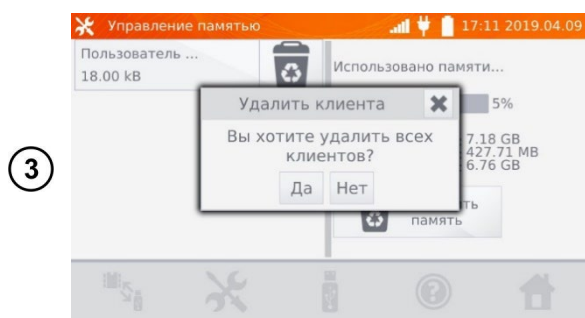 3
Управление памятью
17:11 2019.04.09
Пользователь ...
18.00 kB
Использовано памяти...
5%
7.18 GB
427.71 MB
6.76 GB
Удалить клиента
Вы хотите удалить всех
клиентов?
Да Нет
ть
память